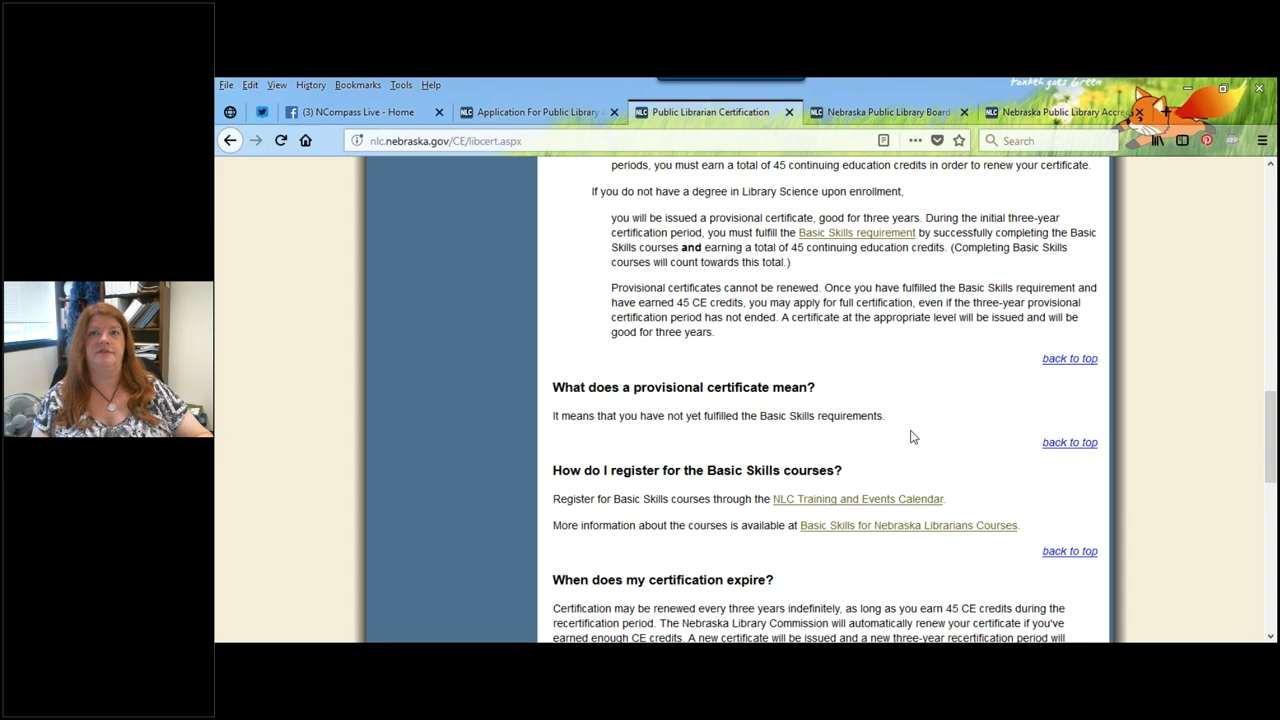 foxkeh goes Green
File Edit View History Bookmarks Tools Help
(3) NCompass Live - Home
NLC Application For Public Library
NLC Public Librarian Certification
NLC Nebraska Public Library Board
NLC Nebraska Public Library Accre
nlc.nebraska.gov/CE/libcert.aspx
Search
periods, you must earn a total of 45 continuing education credits in order to renew your certificate.
If you do not have a degree in Library Science upon enrollment,
you will be issued a provisional certificate, good for three years. During the initial three-year
certification period, you must fulfill the Basic Skills requirement by successfully completing the Basic
Skills courses and earning a total of 45 continuing education credits. (Completing Basic Skills
courses will count towards this total.)
Provisional certificates cannot be renewed. Once you have fulfilled the Basic Skills requirement and
have earned 45 CE credits, you may apply for full certification, even if the three-year provisional
certification period has not ended. A certificate at the appropriate level will be issued and will be
good for three years.
back to top
What does a provisional certificate mean?
It means that you have not yet fulfilled the Basic Skills requirements.
back to top
How do I register for the Basic Skills courses?
Register for Basic Skills courses through the NLC Training and Events Calendar.
More information about the courses is available at Basic Skills for Nebraska Librarians Courses.
back to top
When does my certification expire?
Certification may be renewed every three years indefinitely, as long as you earn 45 CE credits during the
recertification period. The Nebraska Library Commission will automatically renew your certificate if you've
earned enough CE credits. A new certificate will be issued and a new three-year recertification period will